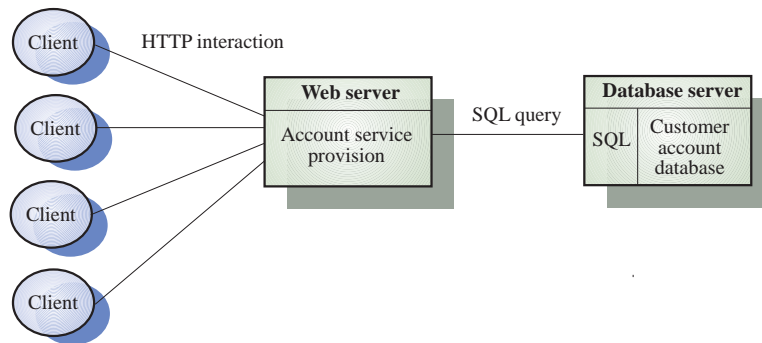 Client
HTTP interaction
Client
Client
Client
Web server
Account service
provision
SQL query
Database server
SQL
Customer
account
database